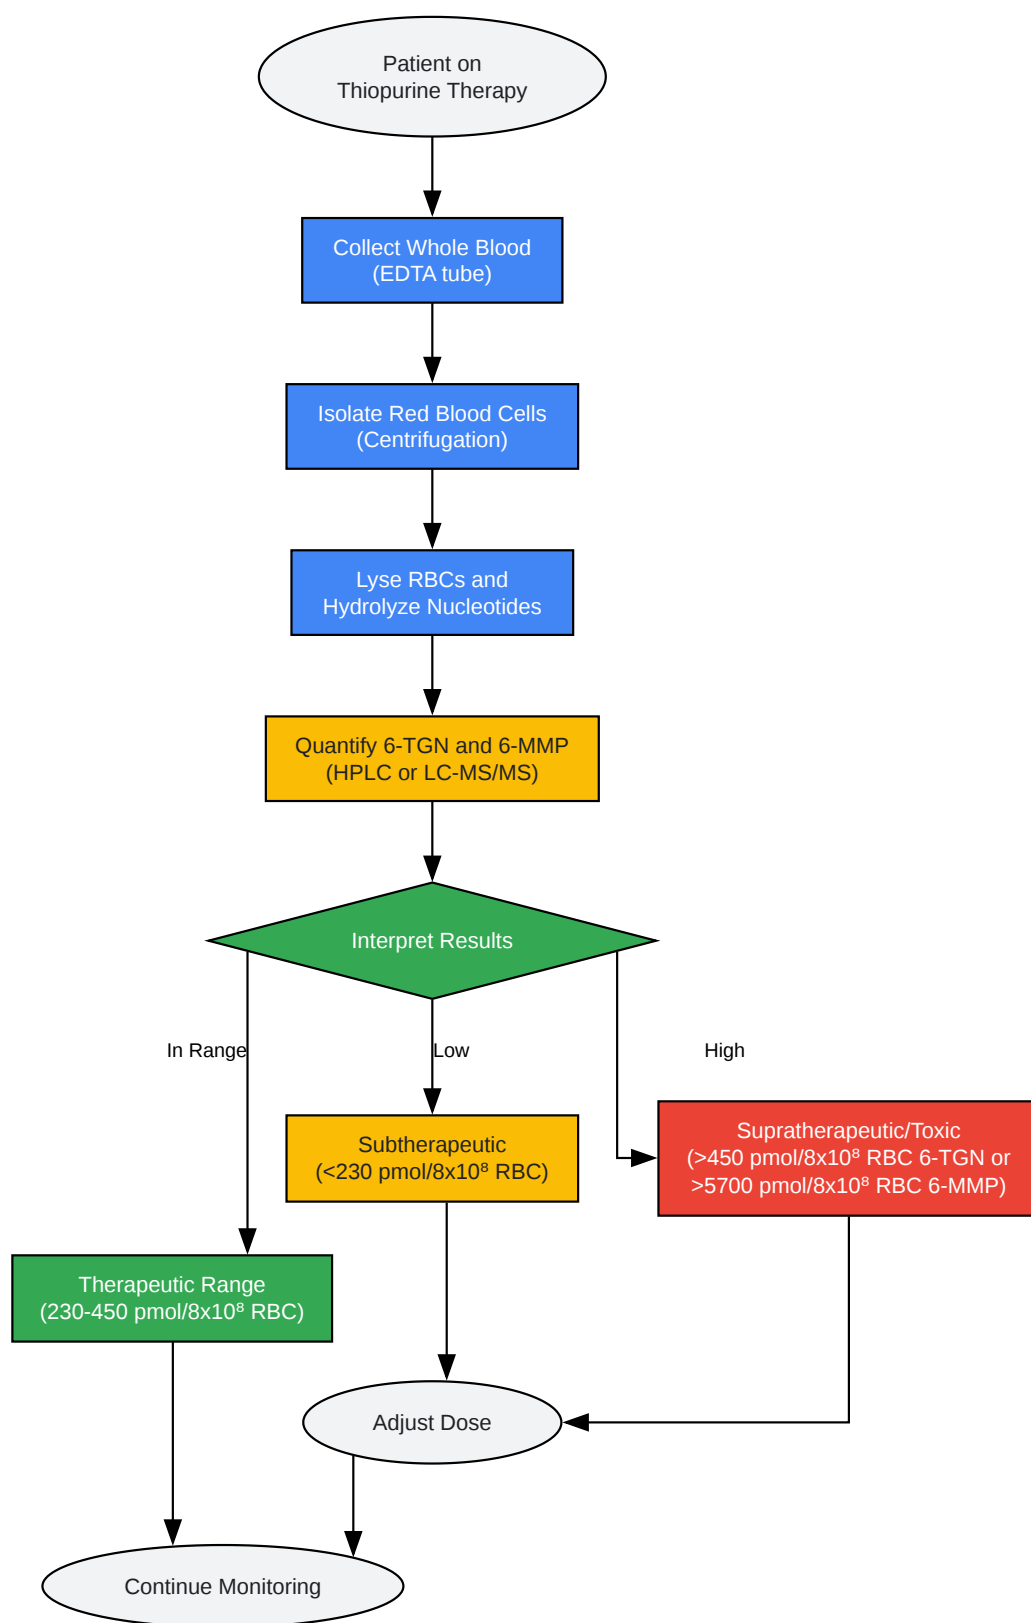 Patient on
Thiopurine Therapy
Collect Whole Blood
(EDTA tube)
Isolate Red Blood Cells
(Centrifugation)
Lyse RBCs and
Hydrolyze Nucleotides
Quantify 6-TGN and 6-MMP
(HPLC or LC-MS/MS)
Interpret Results
In Range
Low
High
Subtherapeutic
(<230 pmol/8x10⁸ RBC)
Supratherapeutic/Toxic
(>450 pmol/8x10⁸ RBC 6-TGN or
>5700 pmol/8x10⁸ RBC 6-MMP)
Therapeutic Range
(230-450 pmol/8x10⁸ RBC)
Adjust Dose
Continue Monitoring